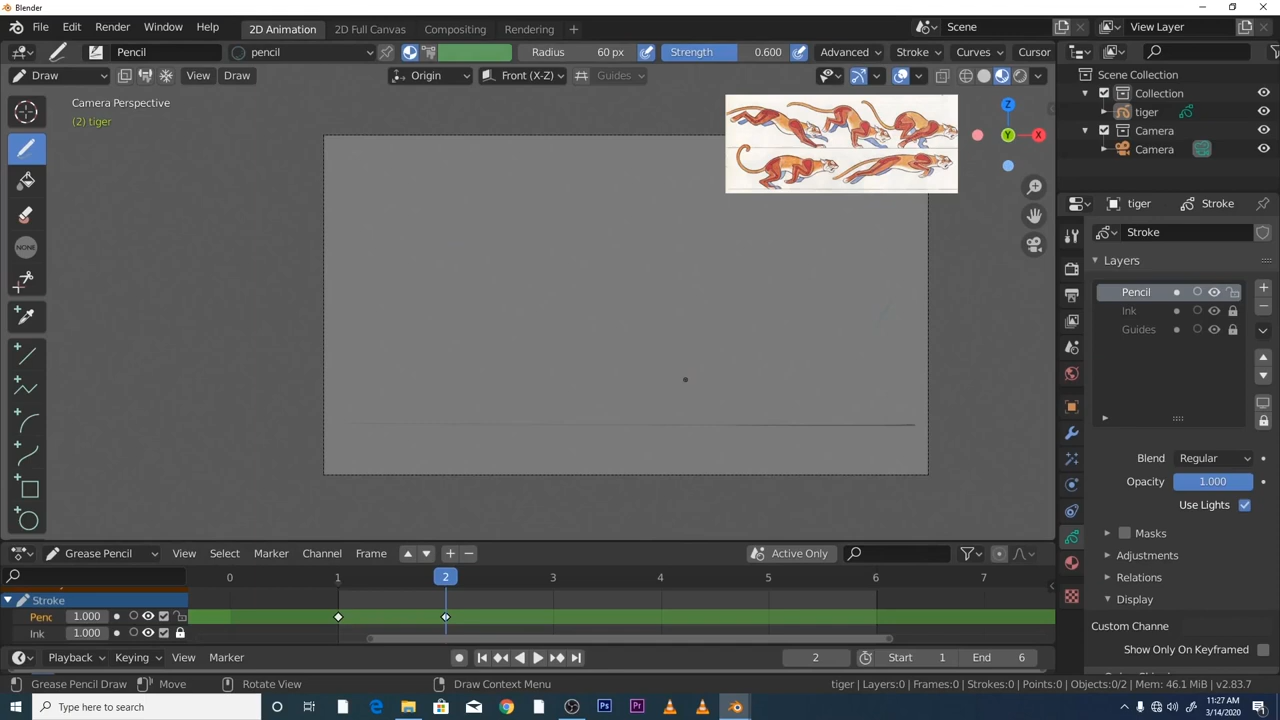 Blender
File Edit Render Window Help 2D Animation 2D Full Canvas Compositing Rendering + Scene View Layer
Pencil pencil Radius 60 px Strength 0.600 Advanced Stroke Curves Cursor
Draw View Draw Origin Front (X-Z) Guides
Camera Perspective
(2) tiger
Z
Y X
NONE
Scene Collection
Collection
tiger
Camera
Camera
tiger Stroke
Stroke
Layers
Pencil
Ink
Guides
Blend Regular
Opacity 1.000
Use Lights
Masks
Adjustments
Relations
Display
Custom Channe
Show Only On Keyframed
Grease Pencil View Select Marker Channel Frame Active Only
0 1 2 3 4 5 6 7
Stroke
Penc 1.000
Ink 1.000
Playback Keying View Marker 2 Start 1 End 6
Grease Pencil Draw Move Rotate View Draw Context Menu tiger | Layers:0 | Frames:0 | Strokes:0 | Points:0 | Objects:0/2 | Mem: 46.1 MiB | v2.83.7
Type here to search Ps Pr 11:27 AM
3/14/2020